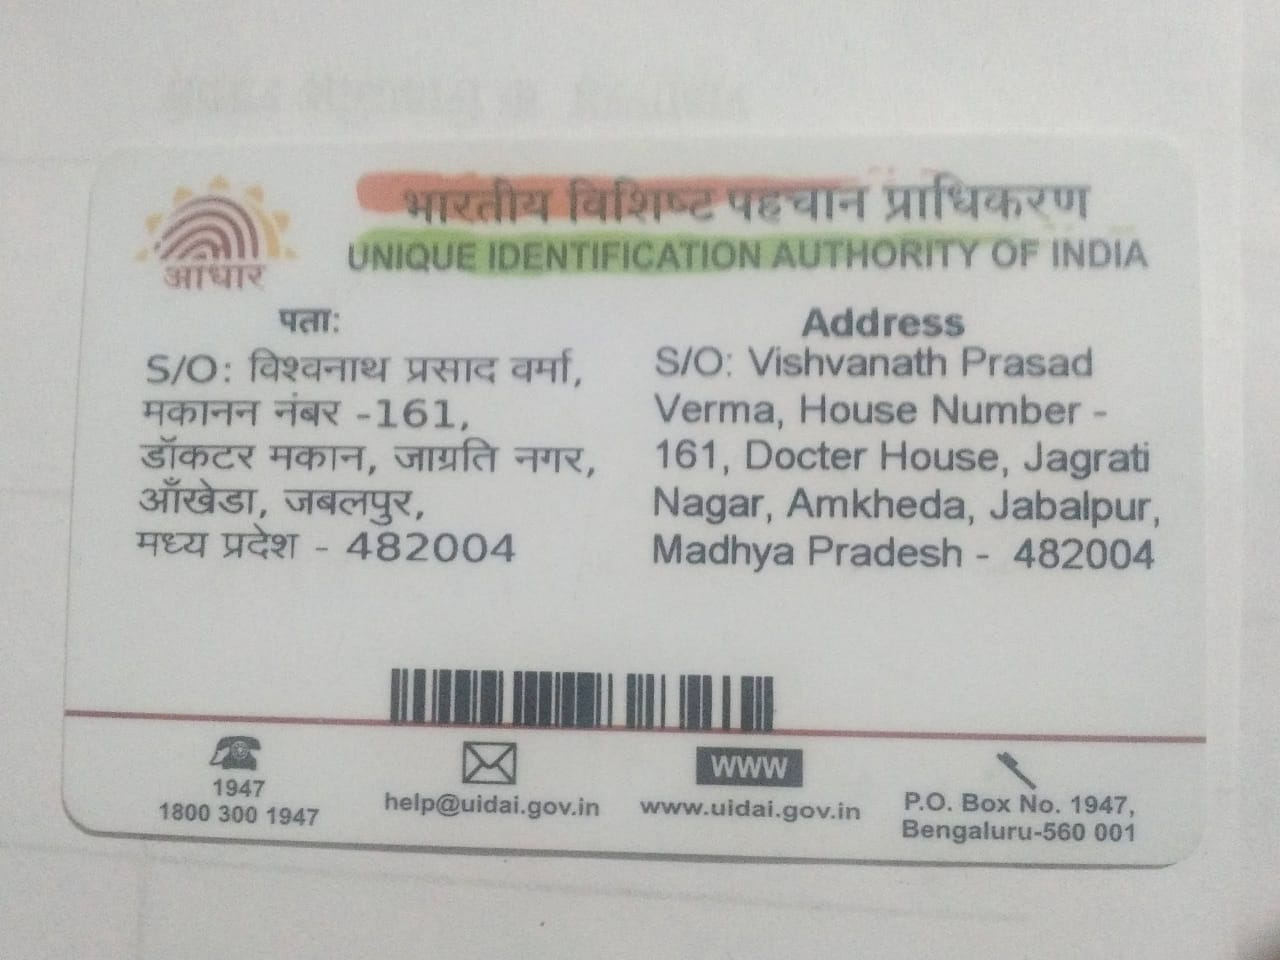 भारतीय विशिष्ट पहचान प्राधिकरण
UNIQUE IDENTIFICATION AUTHORITY OF INDIA
आधार
पता:
S/O: विश्वनाथ प्रसाद वर्मा,
मकानन नंबर -161,
डॉकटर मकान, जाग्रति नगर,
आँखेडा, जबलपुर,
मध्य प्रदेश - 482004
Address
S/O: Vishvanath Prasad
Verma, House Number -
161, Docter House, Jagrati
Nagar, Amkheda, Jabalpur,
Madhya Pradesh - 482004
1947
1800 300 1947
help@uidai.gov.in
WWW
www.uidai.gov.in
P.O. Box No. 1947,
Bengaluru-560 001